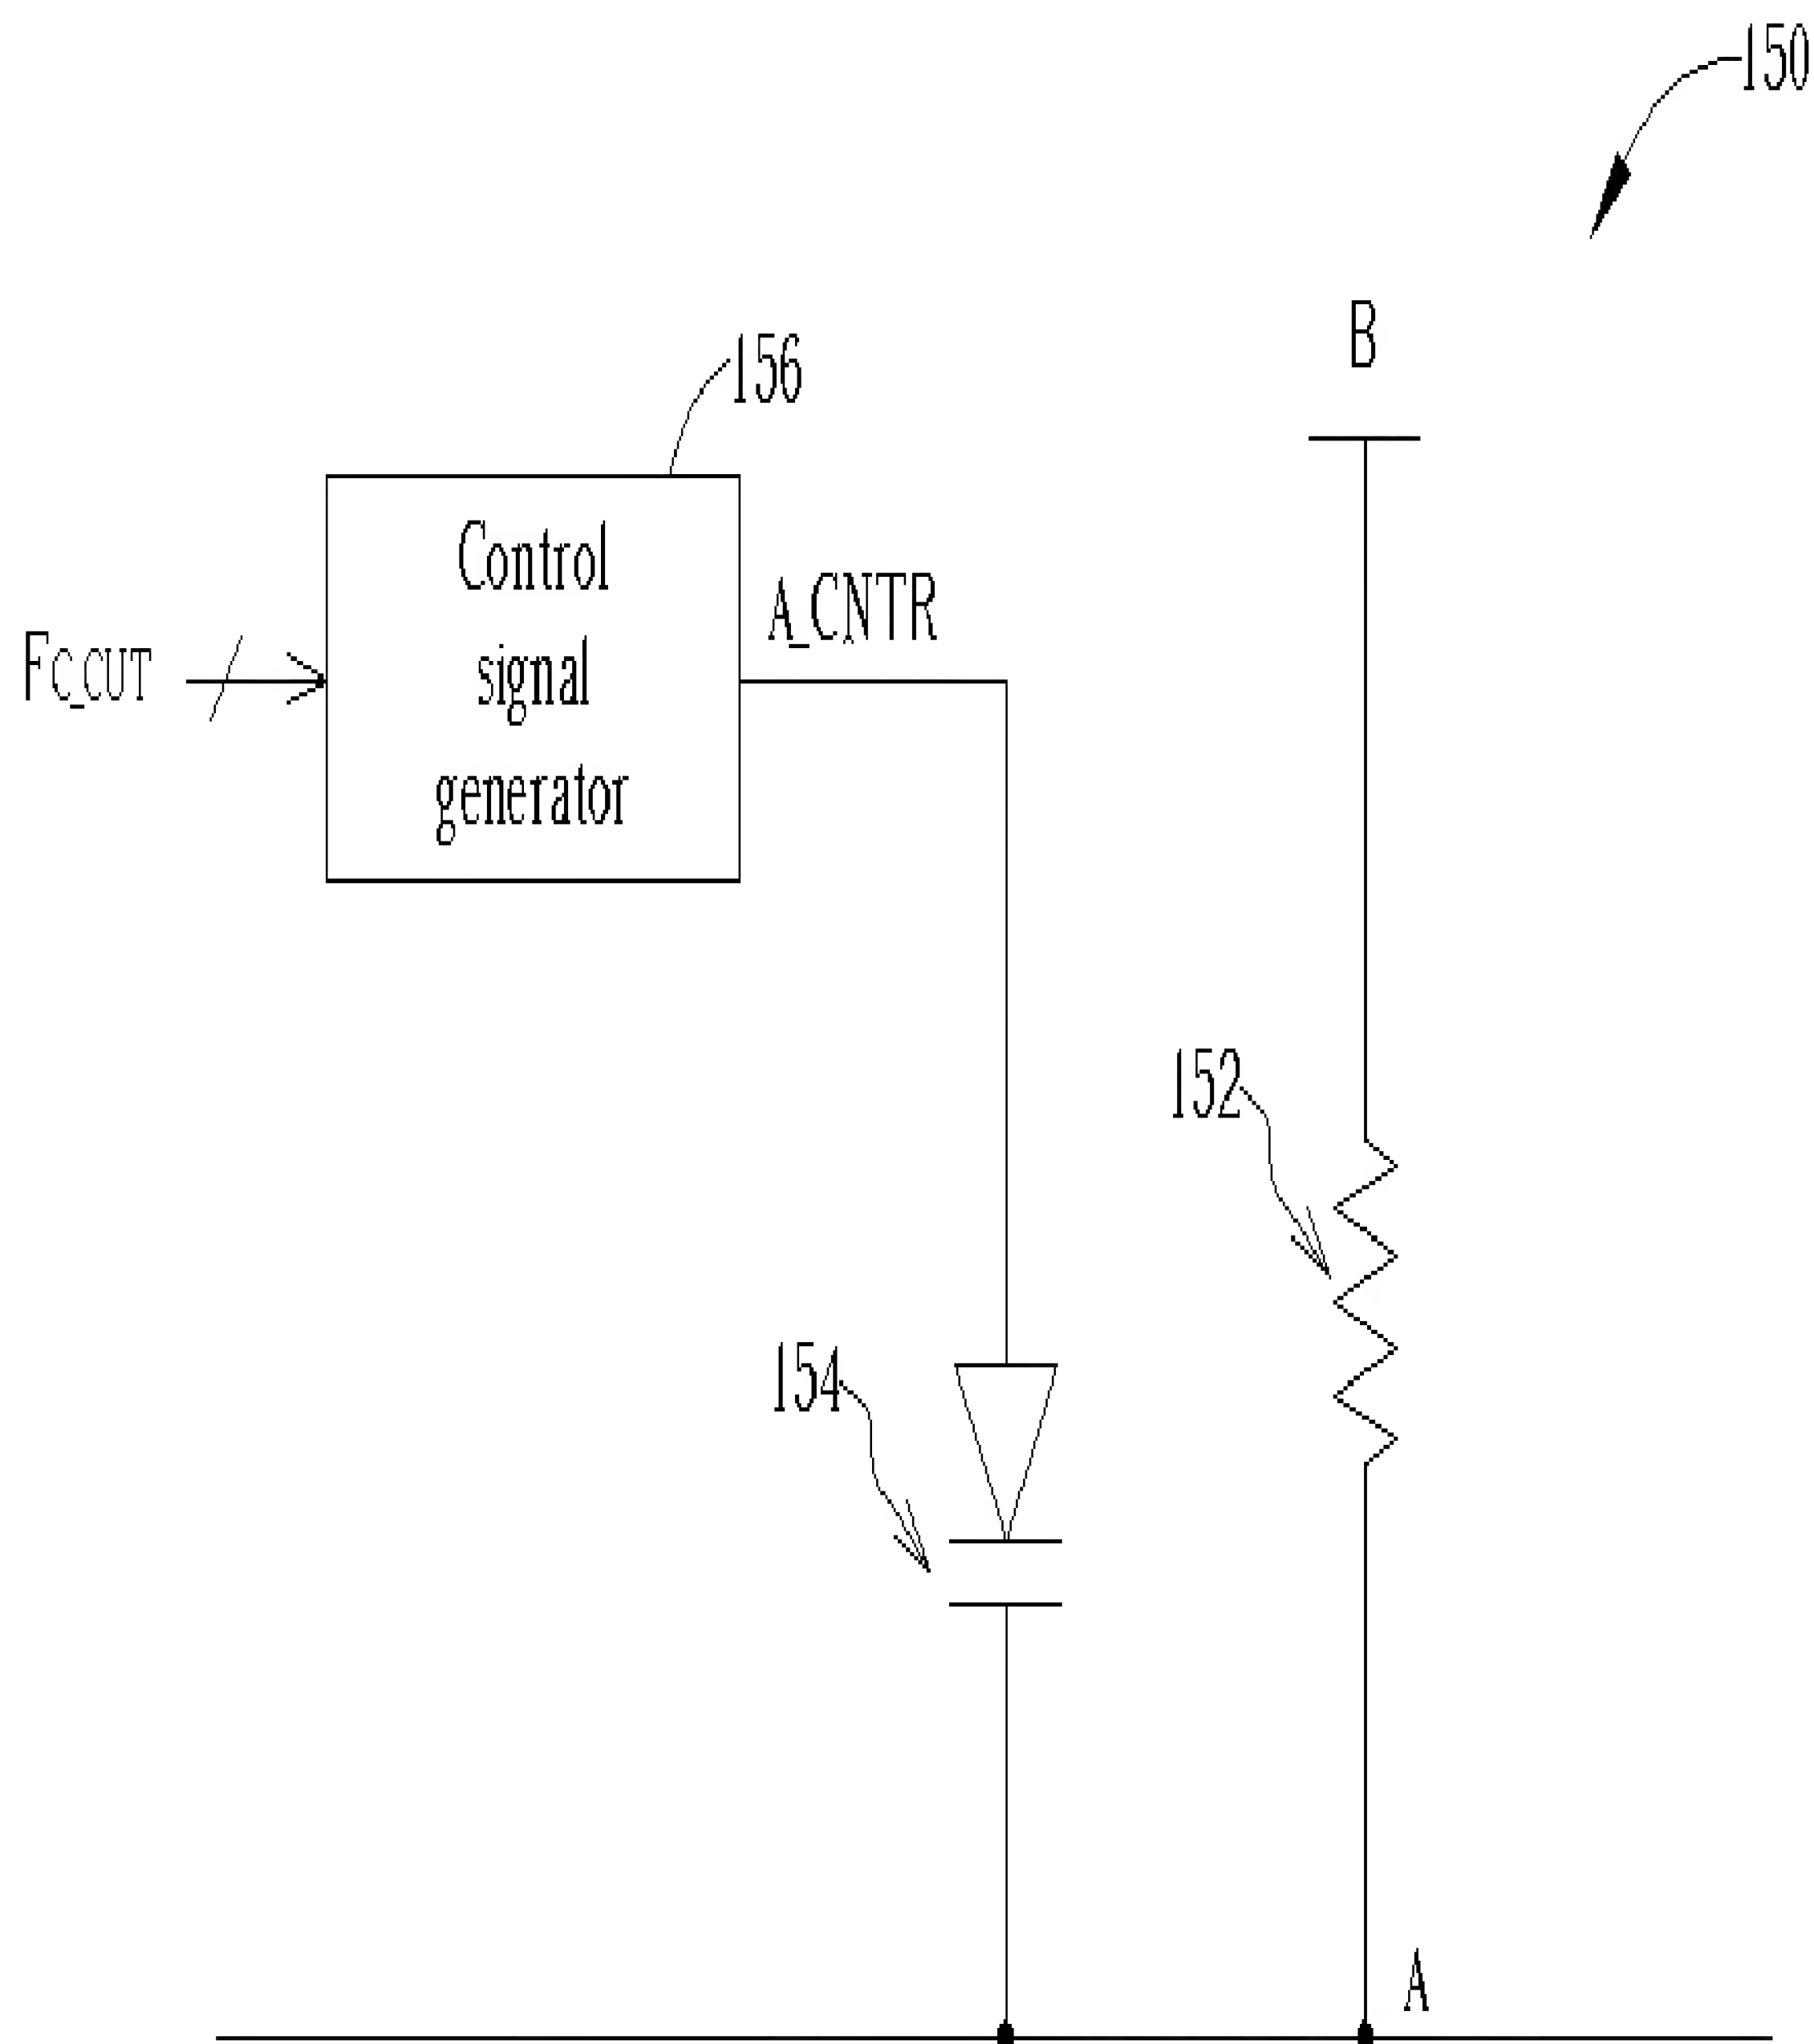 150
B
156
Control
signal
generator
A_CNTR
FC_CUT
152
154
A